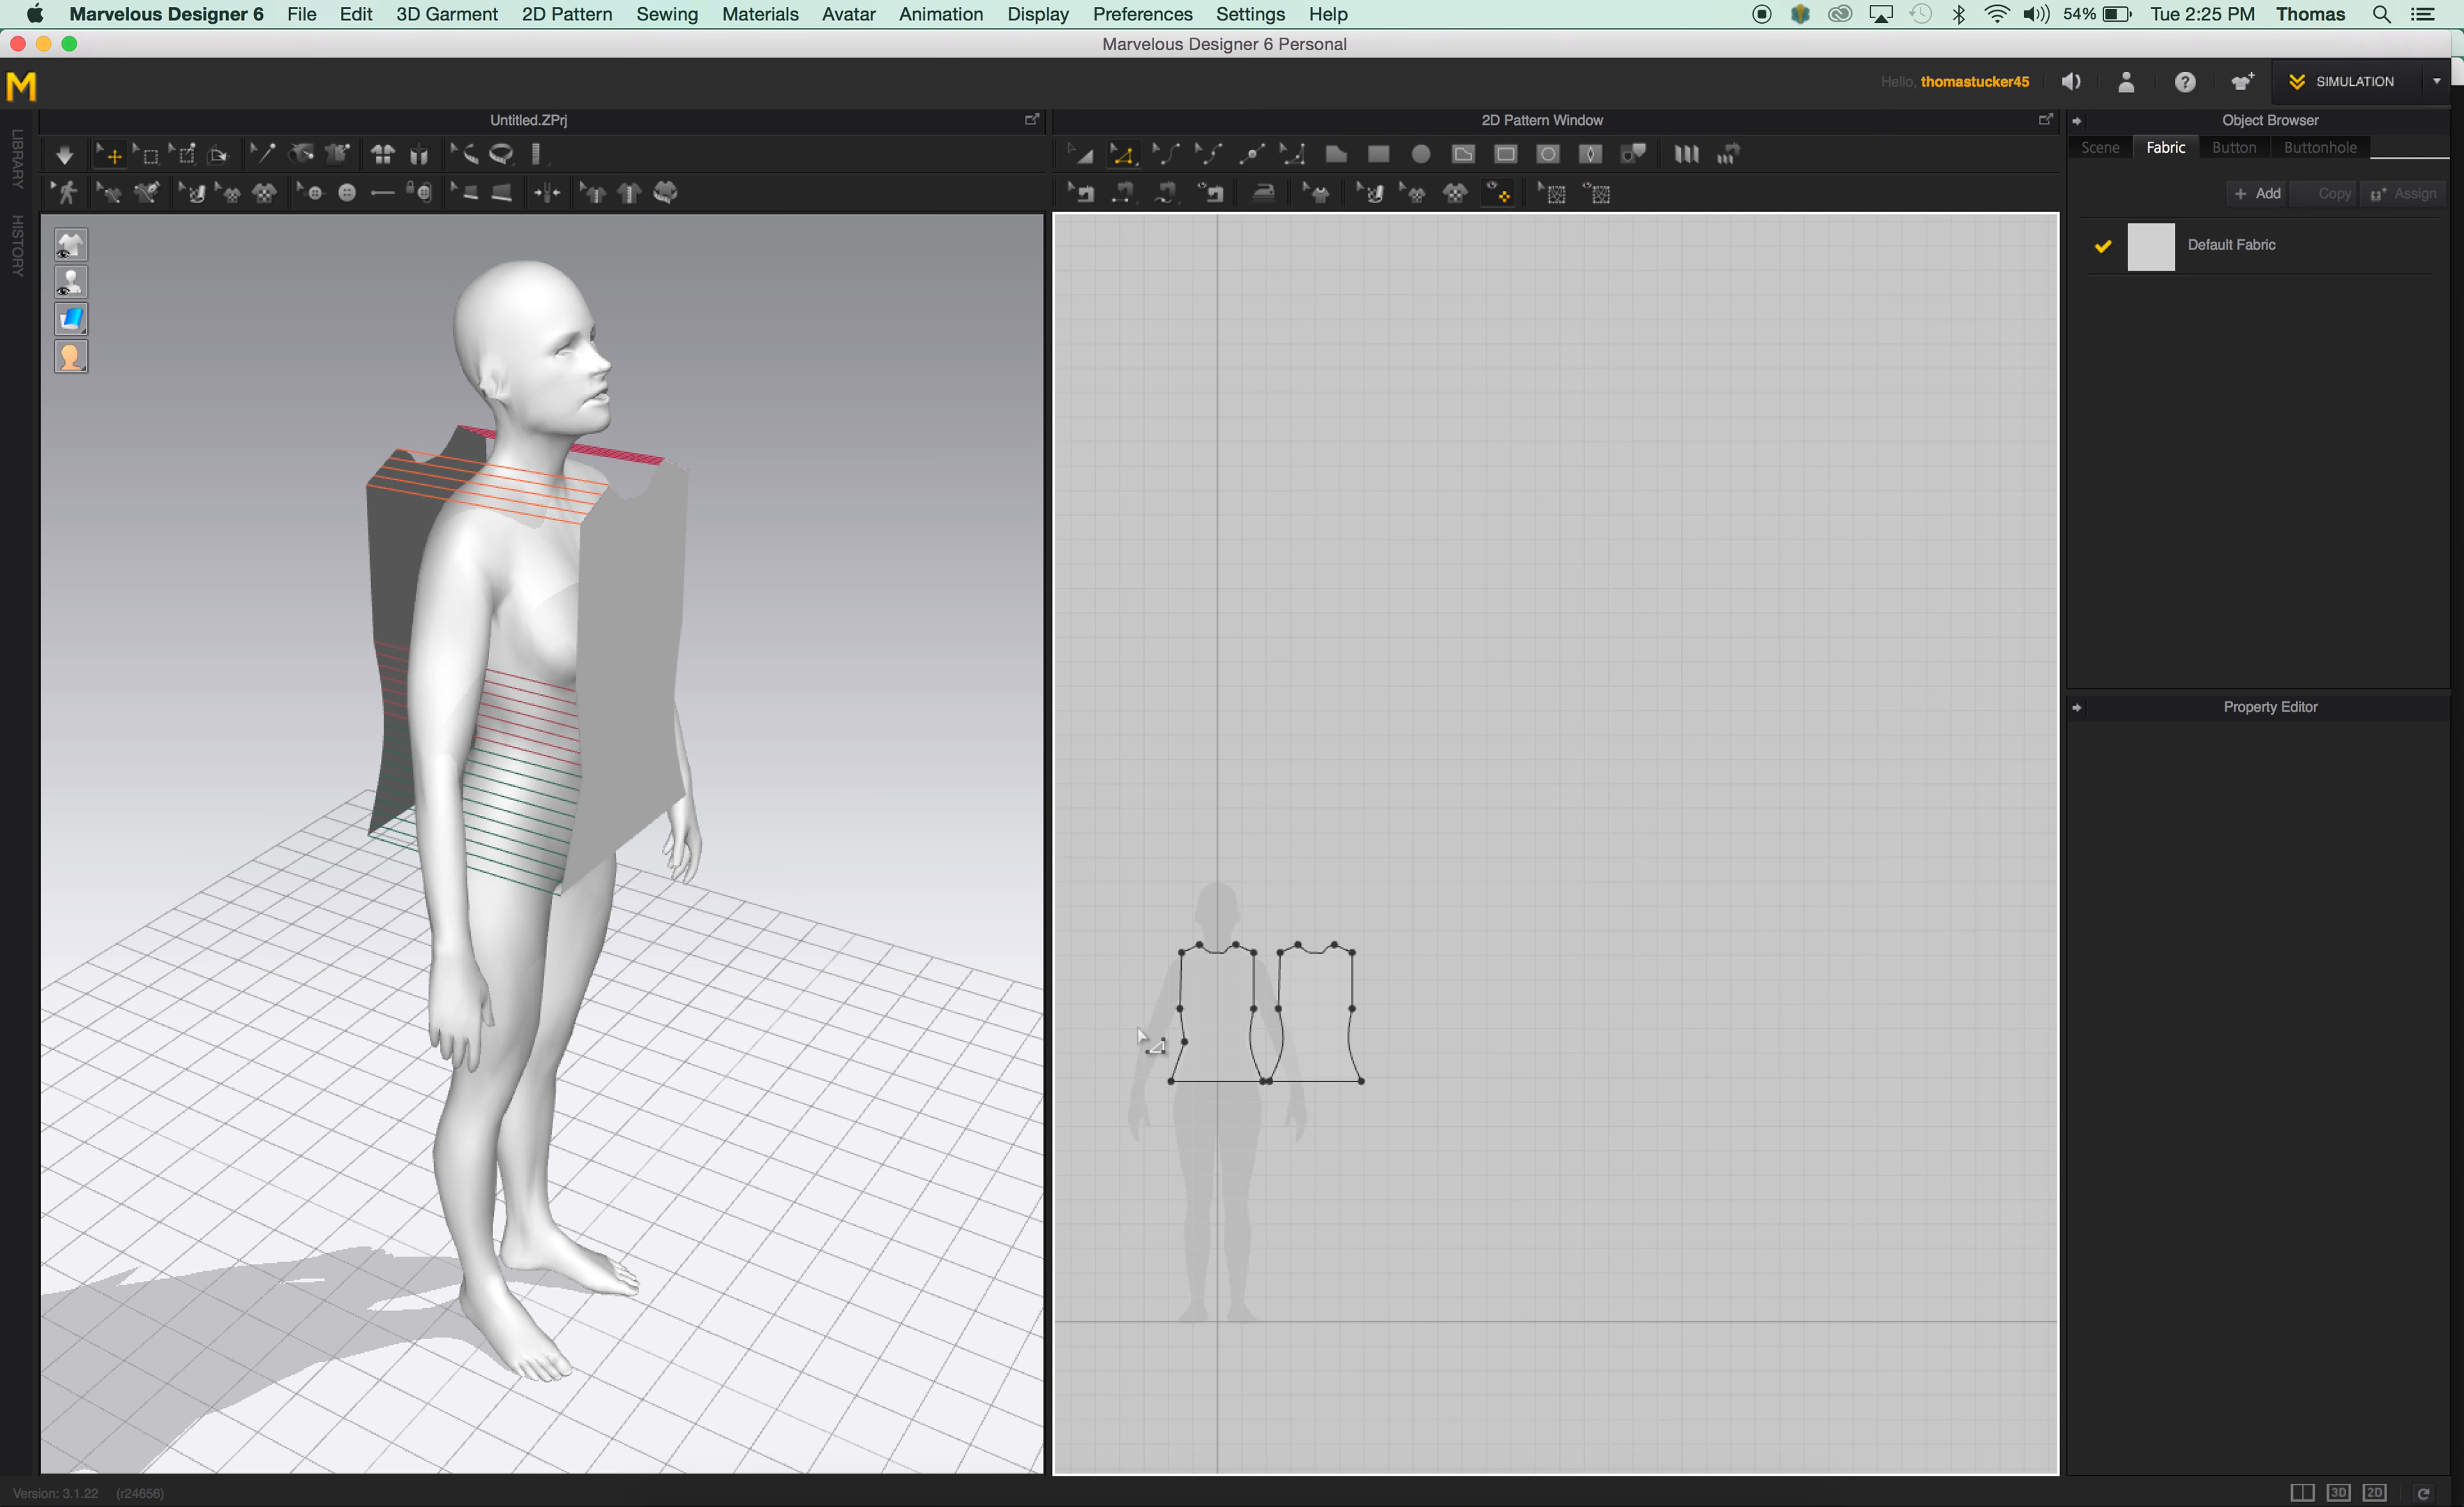 Marvelous Designer 6 File Edit 3D Garment 2D Pattern Sewing Materials Avatar Animation Display Preferences Settings Help 54% Tue 2:25 PM Thomas
Marvelous Designer 6 Personal
M Hello, thomastucker45 SIMULATION
Untitled.ZPrj 2D Pattern Window Object Browser
LIBRARY
HISTORY
Scene Fabric Button Buttonhole
+ Add Copy Assign
Default Fabric
Property Editor
Version: 3.1.22 (r24656) 3D 2D